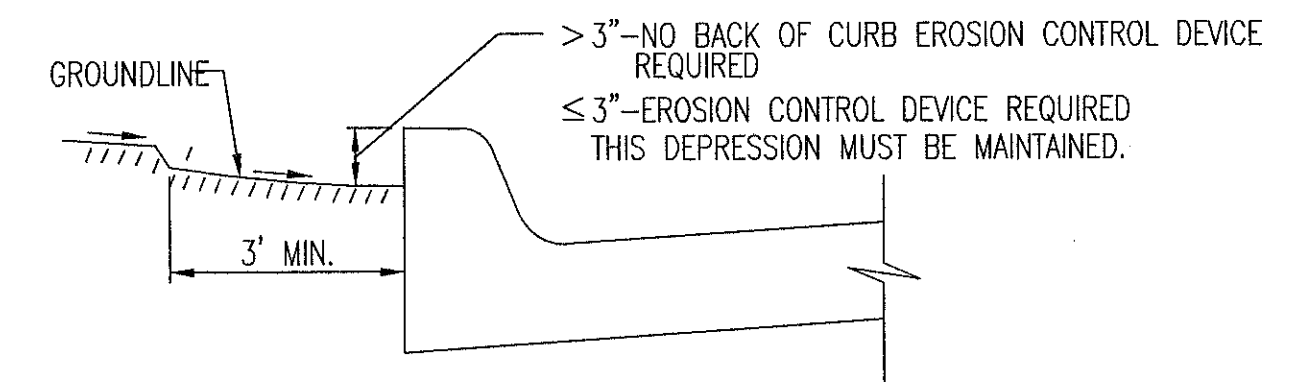 > 3"-NO BACK OF CURB EROSION CONTROL DEVICE
REQUIRED
GROUNDLINE
≤ 3"-EROSION CONTROL DEVICE REQUIRED
THIS DEPRESSION MUST BE MAINTAINED.
3' MIN.